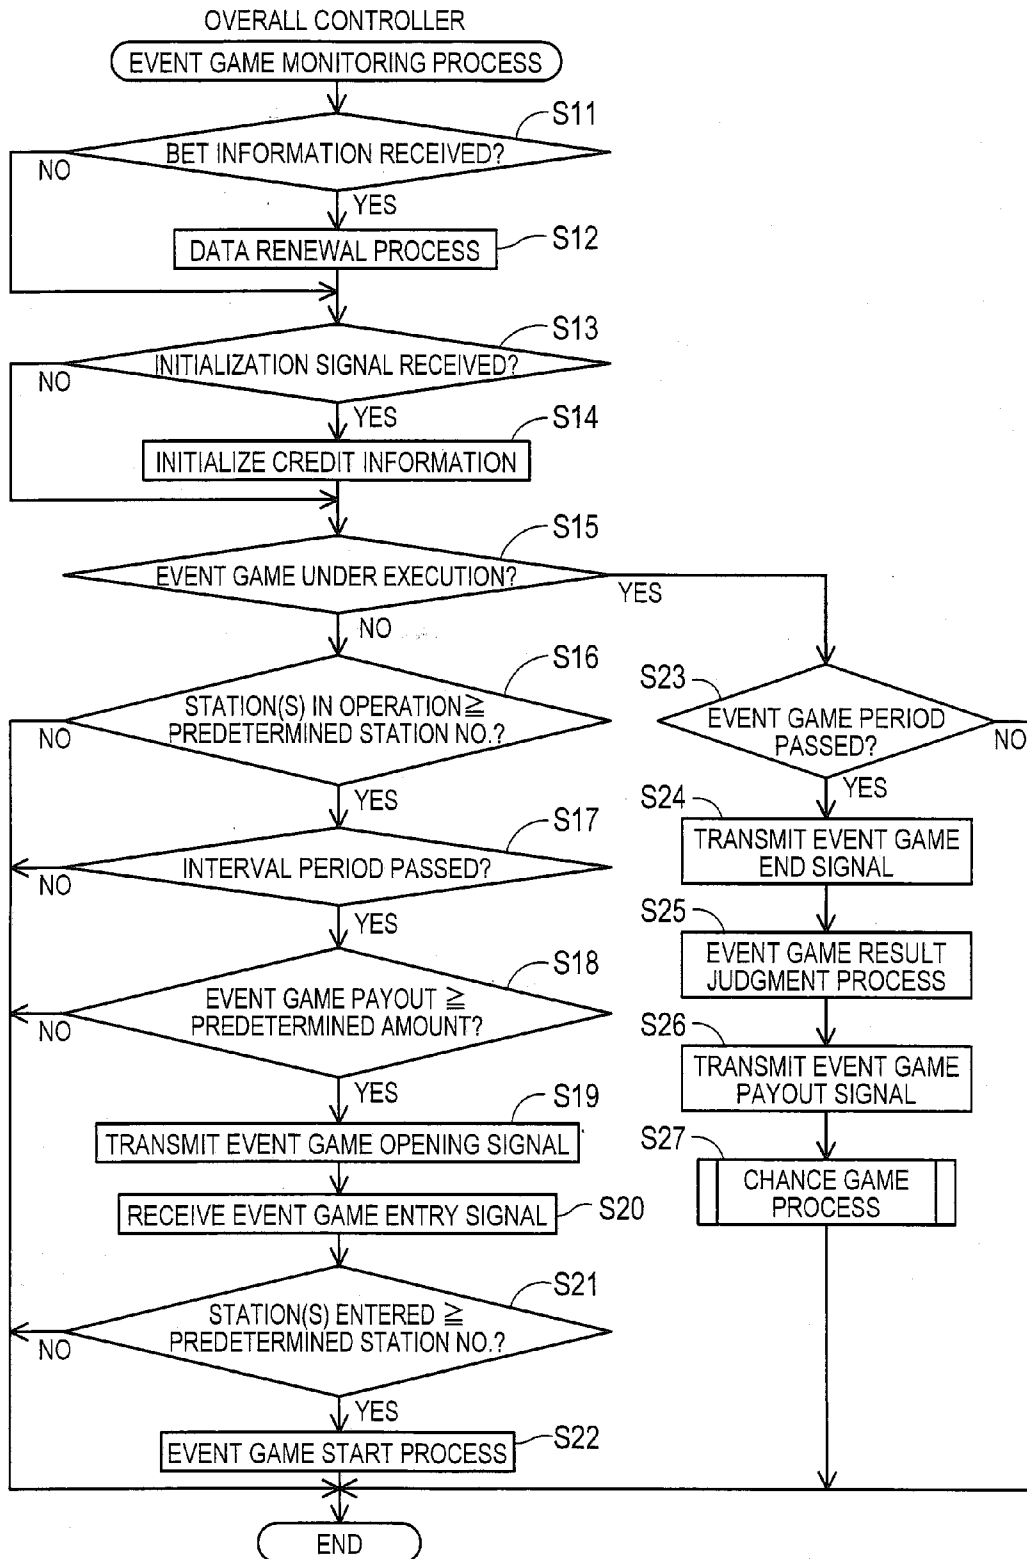 OVERALL CONTROLLER
EVENT GAME MONITORING PROCESS
S11
BET INFORMATION RECEIVED?
NO
YES
S12
DATA RENEWAL PROCESS
S13
INITIALIZATION SIGNAL RECEIVED?
NO
YES
S14
INITIALIZE CREDIT INFORMATION
S15
EVENT GAME UNDER EXECUTION?
YES
NO
S16
STATION(S) IN OPERATION ≧
PREDETERMINED STATION NO.?
NO
YES
S17
INTERVAL PERIOD PASSED?
NO
YES
S18
EVENT GAME PAYOUT ≧
PREDETERMINED AMOUNT?
NO
YES
S19
TRANSMIT EVENT GAME OPENING SIGNAL
RECEIVE EVENT GAME ENTRY SIGNAL
S20
S21
STATION(S) ENTERED ≧
PREDETERMINED STATION NO.?
NO
YES
EVENT GAME START PROCESS
S22
S23
EVENT GAME PERIOD
PASSED?
NO
YES
S24
TRANSMIT EVENT GAME
END SIGNAL
S25
EVENT GAME RESULT
JUDGMENT PROCESS
S26
TRANSMIT EVENT GAME
PAYOUT SIGNAL
S27
CHANCE GAME
PROCESS
END